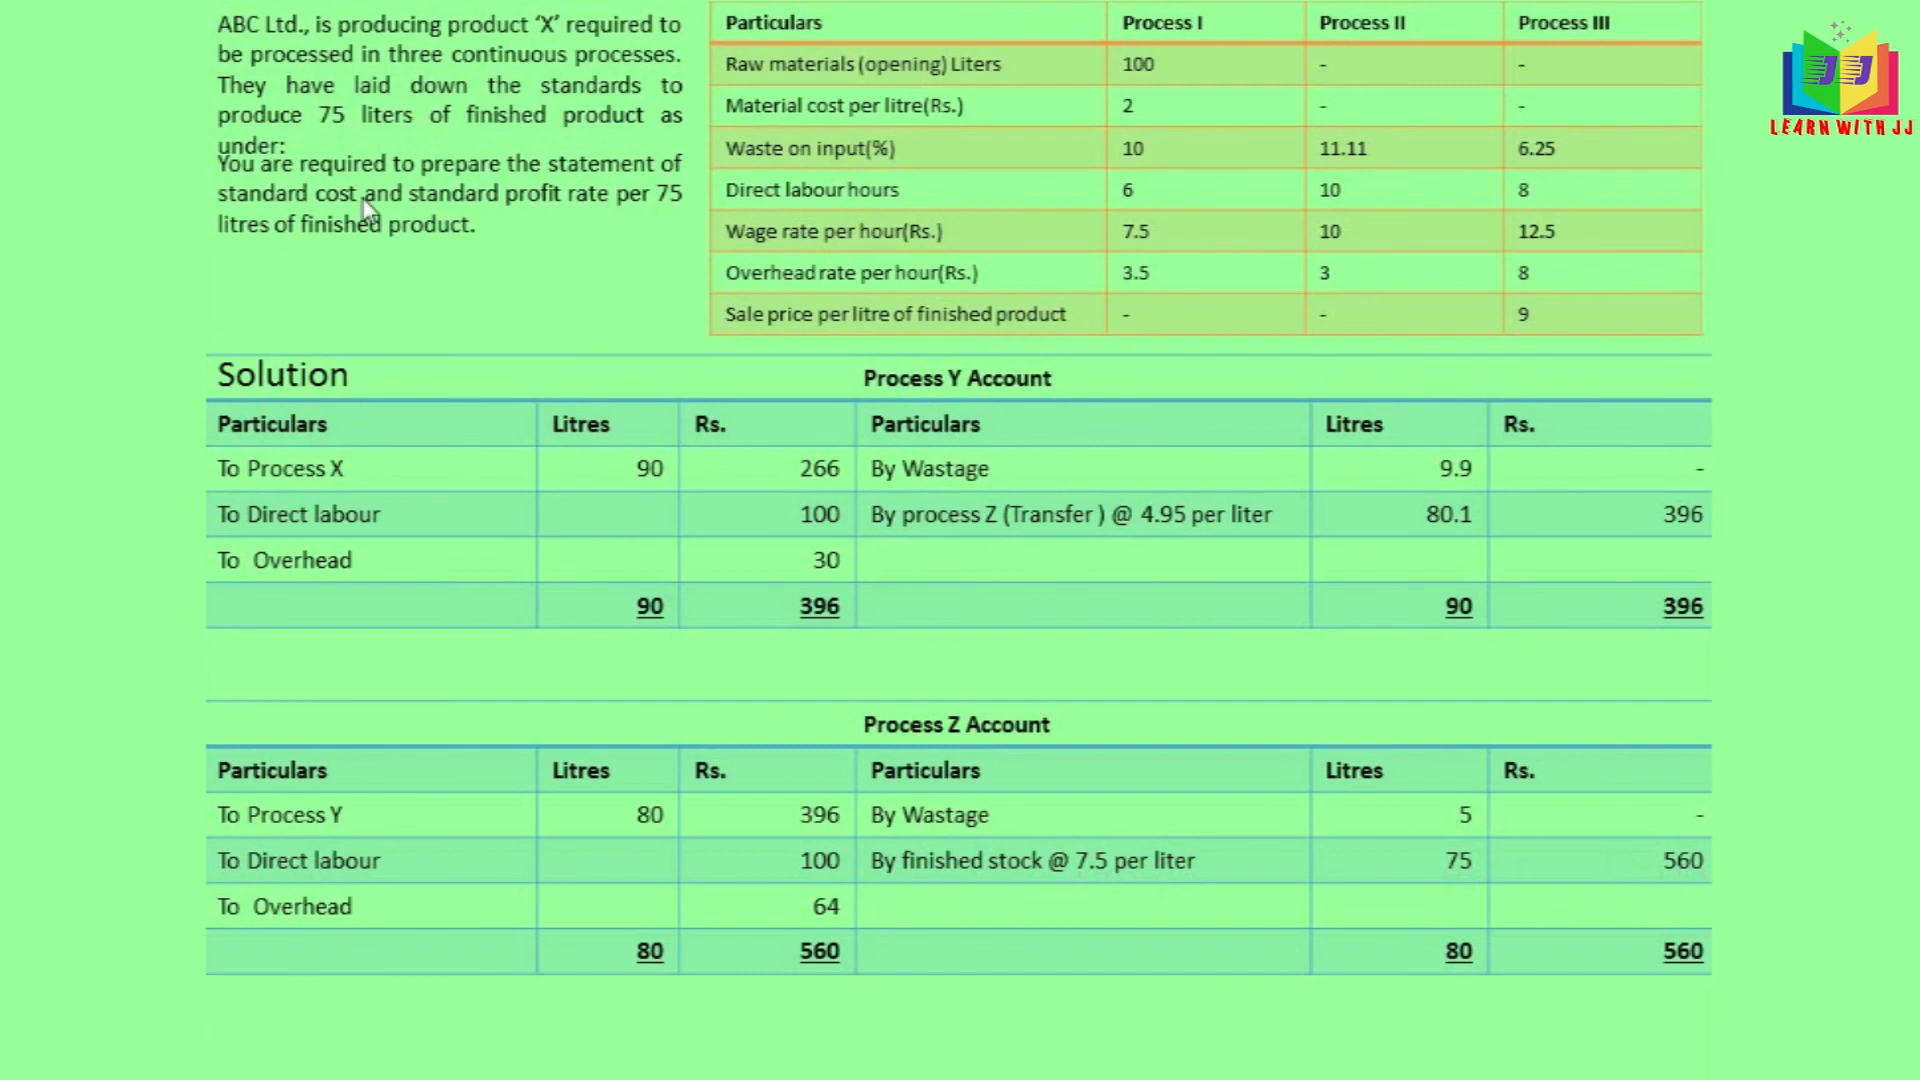 ABC Ltd., is producing product ‘X’ required to
be processed in three continuous processes.
They have laid down the standards to
produce 75 liters of finished product as
under:
You are required to prepare the statement of
standard cost and standard profit rate per 75
litres of finished product.
Particulars Process I Process II Process III
Raw materials (opening) Liters 100 - -
Material cost per litre(Rs.) 2 - -
Waste on input(%) 10 11.11 6.25
Direct labour hours 6 10 8
Wage rate per hour(Rs.) 7.5 10 12.5
Overhead rate per hour(Rs.) 3.5 3 8
Sale price per litre of finished product - - 9
JJ
LEARN WITH JJ
Solution
Process Y Account
Particulars Litres Rs. Particulars Litres Rs.
To Process X 90 266 By Wastage 9.9 -
To Direct labour 100 By process Z (Transfer ) @ 4.95 per liter 80.1 396
To Overhead 30
90 396 90 396
Process Z Account
Particulars Litres Rs. Particulars Litres Rs.
To Process Y 80 396 By Wastage 5 -
To Direct labour 100 By finished stock @ 7.5 per liter 75 560
To Overhead 64
80 560 80 560